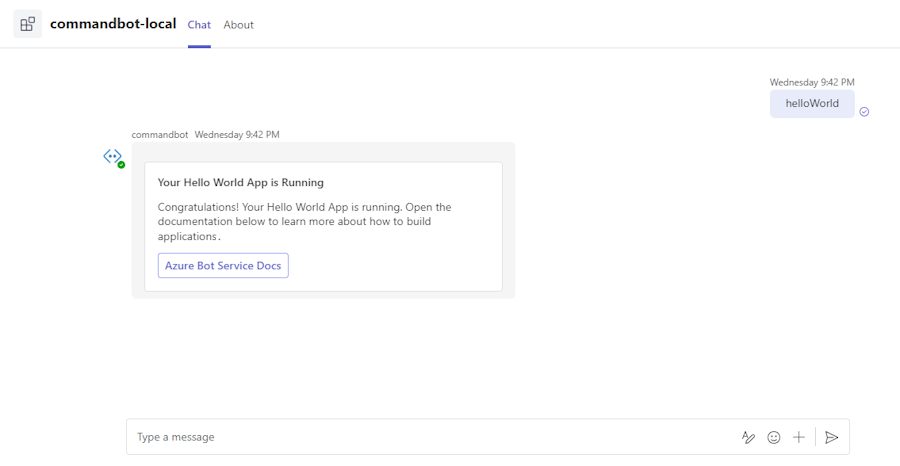 commandbot-local Chat About
Wednesday 9:42 PM
helloWorld
commandbot Wednesday 9:42 PM
Your Hello World App is Running
Congratulations! Your Hello World App is running. Open the
documentation below to learn more about how to build
applications.
Azure Bot Service Docs
Type a message